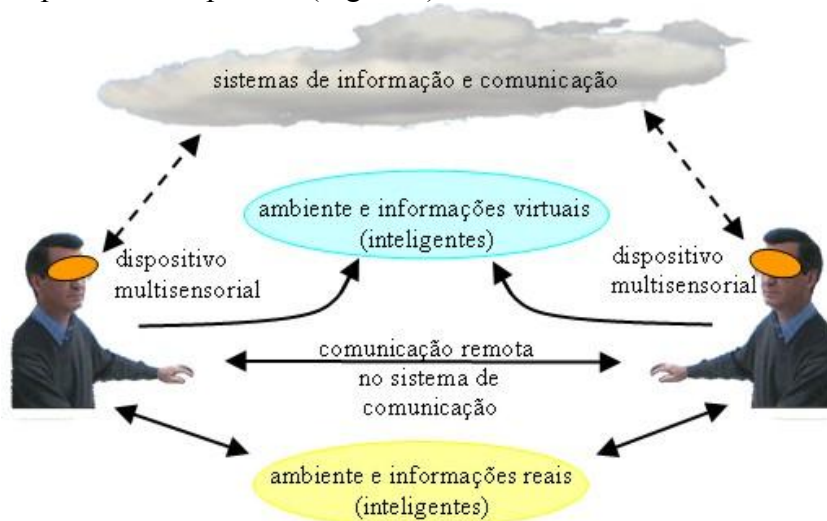 sistemas de informação e comunicação
ambiente e informações virtuais
(inteligentes)
dispositivo
multisensorial
dispositivo
multisensorial
comunicação remota
no sistema de
comunicação
ambiente e informações reais
(inteligentes)